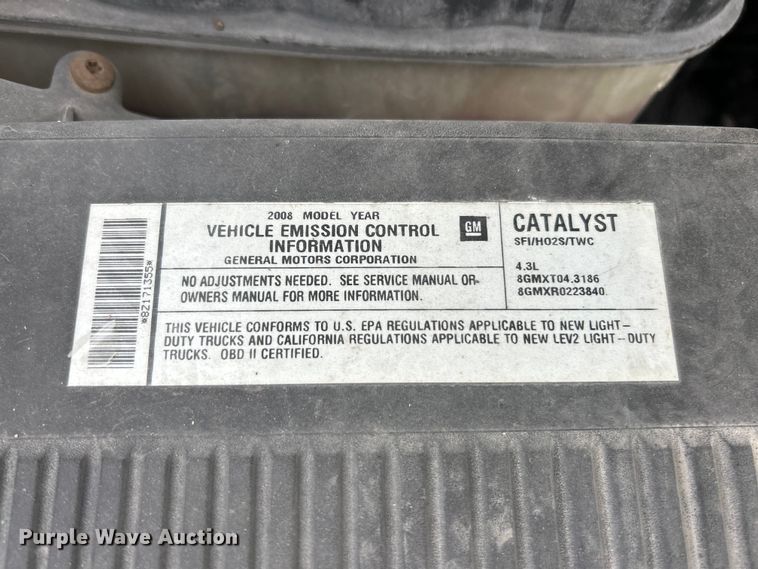 *8Z171355*
2008 MODEL YEAR
VEHICLE EMISSION CONTROL
INFORMATION
GENERAL MOTORS CORPORATION
GM
NO ADJUSTMENTS NEEDED. SEE SERVICE MANUAL OR
OWNERS MANUAL FOR MORE INFORMATION.
CATALYST
SFI/HO2S/TWC
4.3L
8GMXT04.3186
8GMXR0223840
THIS VEHICLE CONFORMS TO U.S. EPA REGULATIONS APPLICABLE TO NEW LIGHT-
DUTY TRUCKS AND CALIFORNIA REGULATIONS APPLICABLE TO NEW LEV2 LIGHT-DUTY
TRUCKS. OBD II CERTIFIED.
Purple Wave Auction